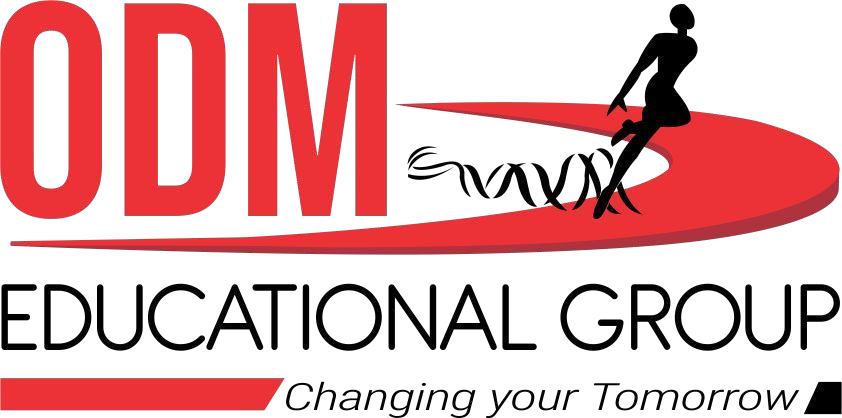 ODM
EDUCATIONAL GROUP
Changing your Tomorrow